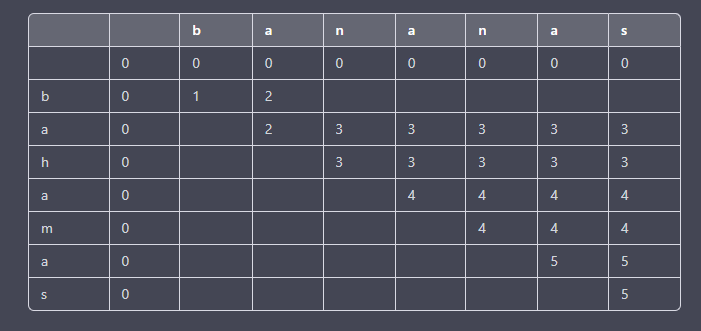 b a n a n a s
0 0 0 0 0 0 0 0
b 0 1 2
a 0 2 3 3 3 3 3
h 0 3 3 3 3 3
a 0 4 4 4 4
m 0 4 4 4
a 0 5 5
s 0 5